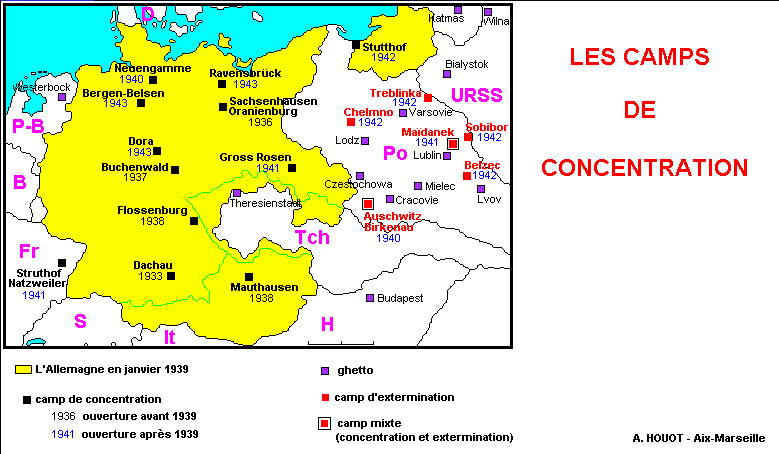 D
Katmas
Wilna
Stutthof
1942
Neuengamme
1940
Ravensbrück
1943
Bialystok
Westerbock
Bergen-Belsen
1943
Sachsenhausen
Oranienburg
1936
Treblinka
1942
URSS
Chelmno
1942
Varsovie
P-B
Maïdanek
1941
Sobibor
1942
Dora
1943
Lodz
Po
Lublin
Buchenwald
1937
Gross Rosen
1941
Belzec
1942
B
Czestochowa
Mielec
Lvov
Theresienstadt
Cracovie
Flossenburg
1938
Auschwitz
Birkenau
1940
Tch
Fr
Struthof
Natzweiler
1941
Dachau
1933
Mauthausen
1938
Budapest
S
It
H
LES CAMPS
DE
CONCENTRATION
L'Allemagne en janvier 1939
camp de concentration
1936 ouverture avant 1939
1941 ouverture après 1939
ghetto
camp d'extermination
camp mixte
(concentration et extermination)
A. HOUOT - Aix-Marseille